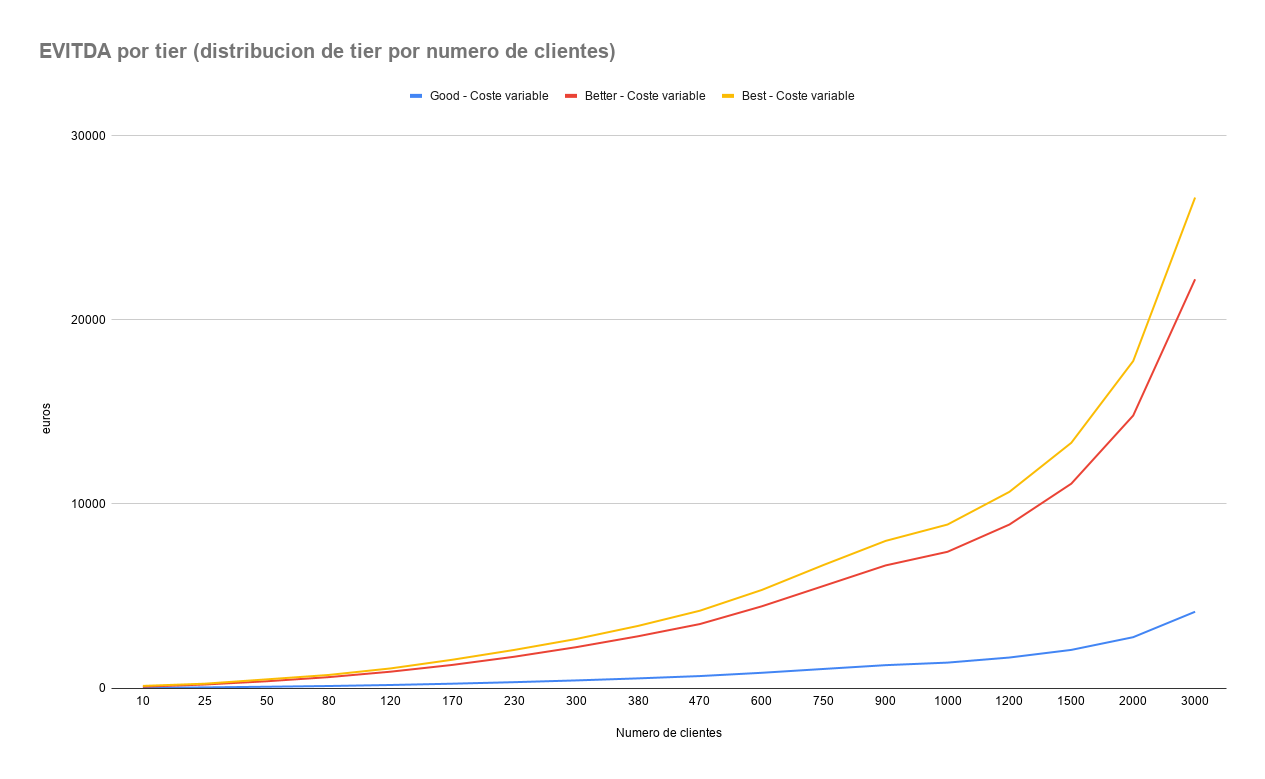 EVITDA por tier (distribucion de tier por numero de clientes)
Good - Coste variable
Better - Coste variable
Best - Coste variable
30000
20000
10000
0
euros
10 25 50 80 120 170 230 300 380 470 600 750 900 1000 1200 1500 2000 3000
Numero de clientes